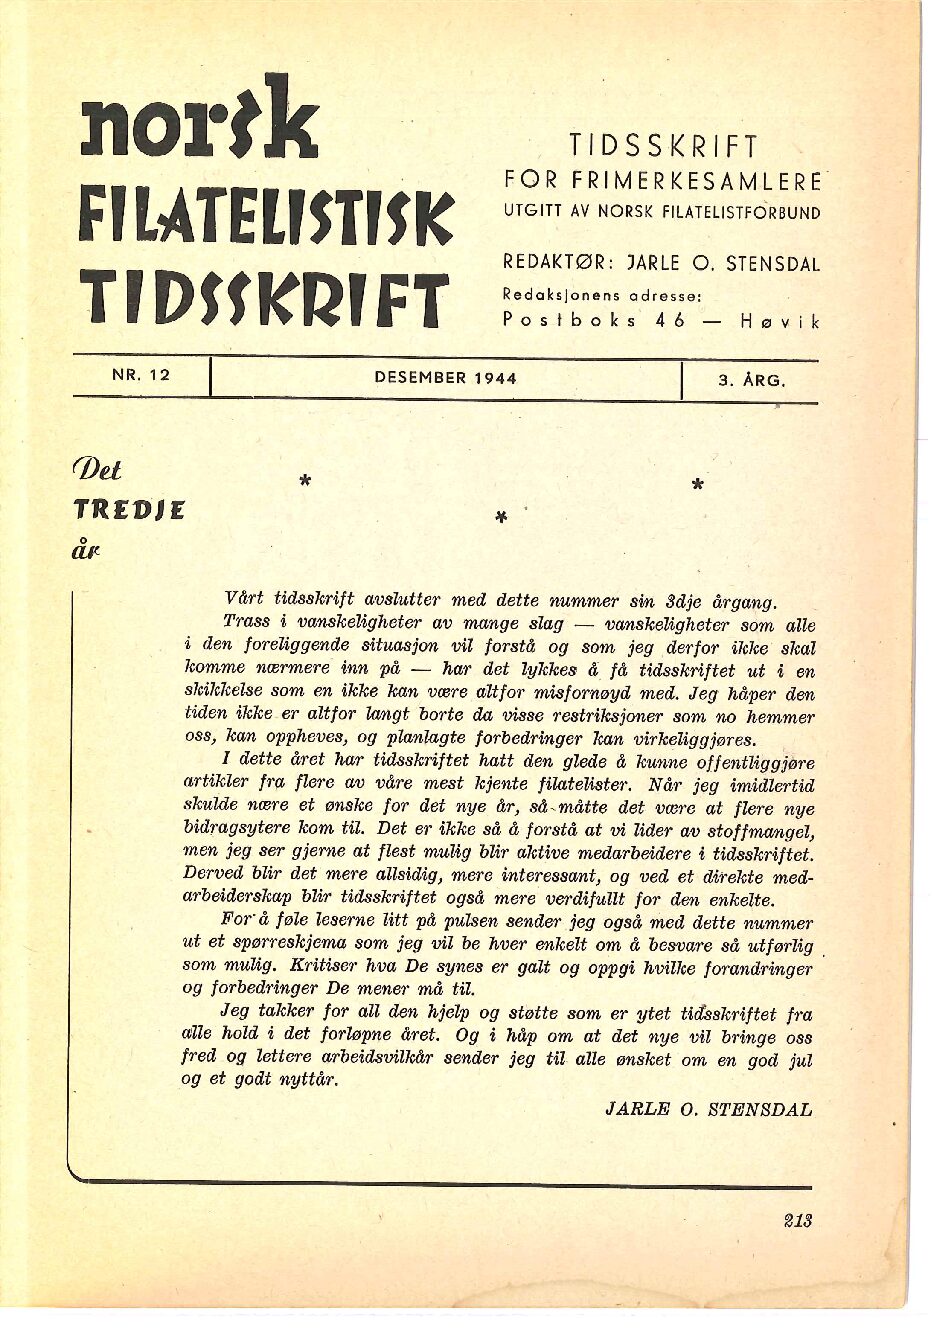 norsk
FILATELISTISK
TIDSSKRIFT
TIDSSKRIFT
FOR FRIMERKESAMLERE
UTGITT AV NORSK FILATELISTFORBUND
REDAKTØR: JARLE O. STENSDAL
Redaksjonens adresse:
Postboks 46 — Høvik
NR. 12
DESEMBER 1944
3. ÅRG.
Det
TREDJE
år
* * *
Vårt tidsskrift avslutter med dette nummer sin 3dje årgang.
Trass i vanskeligheter av mange slag — vanskeligheter som alle
i den foreliggende situasjon vil forstå og som jeg derfor ikke skal
komme nærmere inn på — har det lykkes å få tidsskriftet ut i en
skikkelse som en ikke kan være altfor misfornøyd med. Jeg håper den
tiden ikke er altfor langt borte da visse restriksjoner som no hemmer
oss, kan oppheves, og planlagte forbedringer kan virkeliggjøres.
I dette året har tidsskriftet hatt den glede å kunne offentliggjøre
artikler fra flere av våre mest kjente filatelister. Når jeg imidlertid
skulde nære et ønske for det nye år, så måtte det være at flere nye
bidragsytere kom til. Det er ikke så å forstå at vi lider av stoffmangel,
men jeg ser gjerne at flest mulig blir aktive medarbeidere i tidsskriftet.
Derved blir det mere allsidig, mere interessant, og ved et direkte med-
arbeiderskap blir tidsskriftet også mere verdifullt for den enkelte.
For å føle leserne litt på pulsen sender jeg også med dette nummer
ut et spørreskjema som jeg vil be hver enkelt om å besvare så utførlig
som mulig. Kritiser hva De synes er galt og oppgi hvilke forandringer
og forbedringer De mener må til.
Jeg takker for all den hjelp og støtte som er ytet tidsskriftet fra
alle hold i det forløpne året. Og i håp om at det nye vil bringe oss
fred og lettere arbeidsvilkår sender jeg til alle ønsket om en god jul
og et godt nyttår.
JARLE O. STENSDAL
213